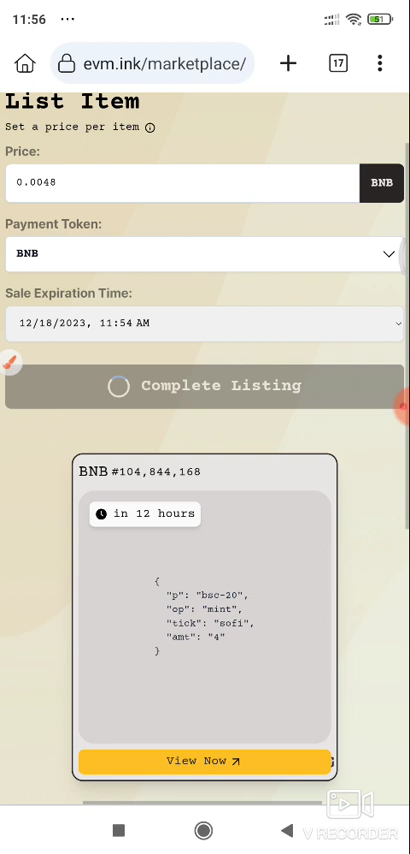 11:56
51
evm.ink/marketplace/
17
List Item
Set a price per item
Price:
0.0048
BNB
Payment Token:
BNB
Sale Expiration Time:
12/18/2023, 11:54 AM
Complete Listing
BNB #104,844,168
in 12 hours
{
"p": "bsc-20",
"op": "mint",
"tick": "sofi",
"amt": "4"
}
View Now
V RECORDER